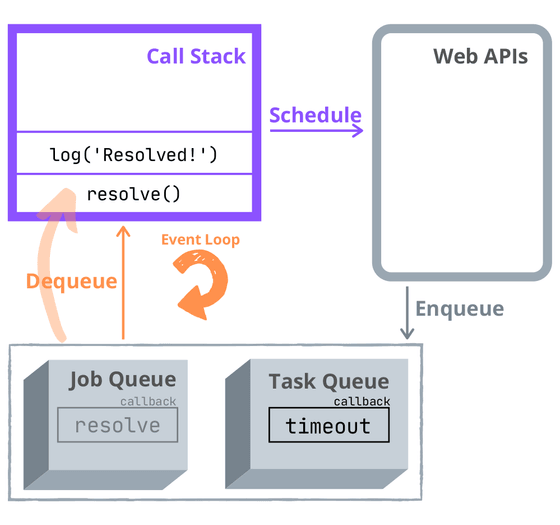 Call Stack
log('Resolved!')
resolve()
Schedule
Web APIs
Event Loop
Dequeue
Enqueue
Job Queue
callback
resolve
Task Queue
callback
timeout